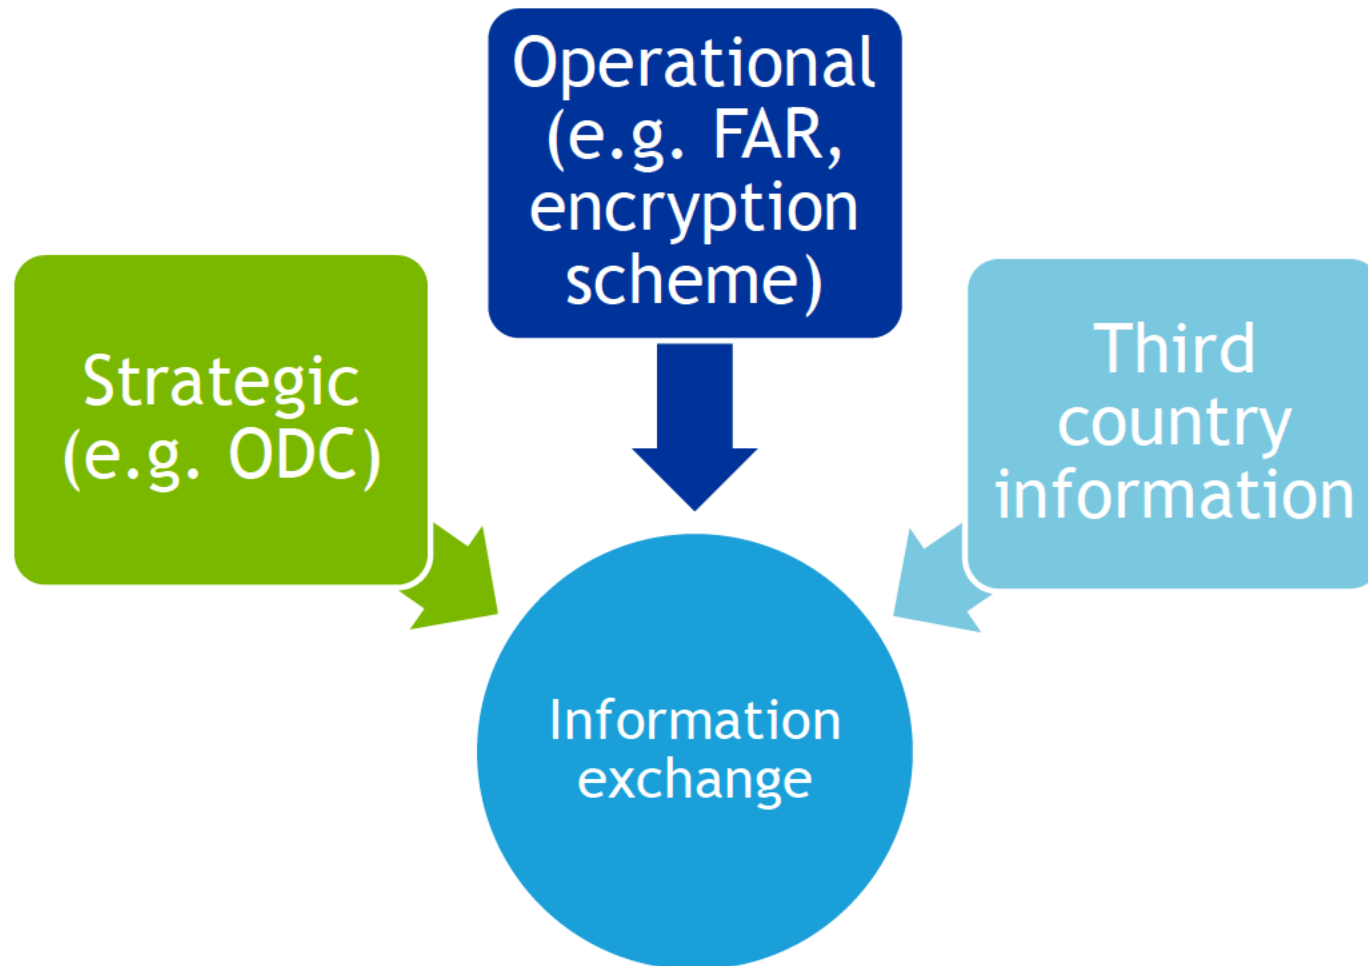 Operational
(e.g. FAR,
encryption
scheme)
Strategic
(e.g. ODC)
Third
country
information
Information
exchange